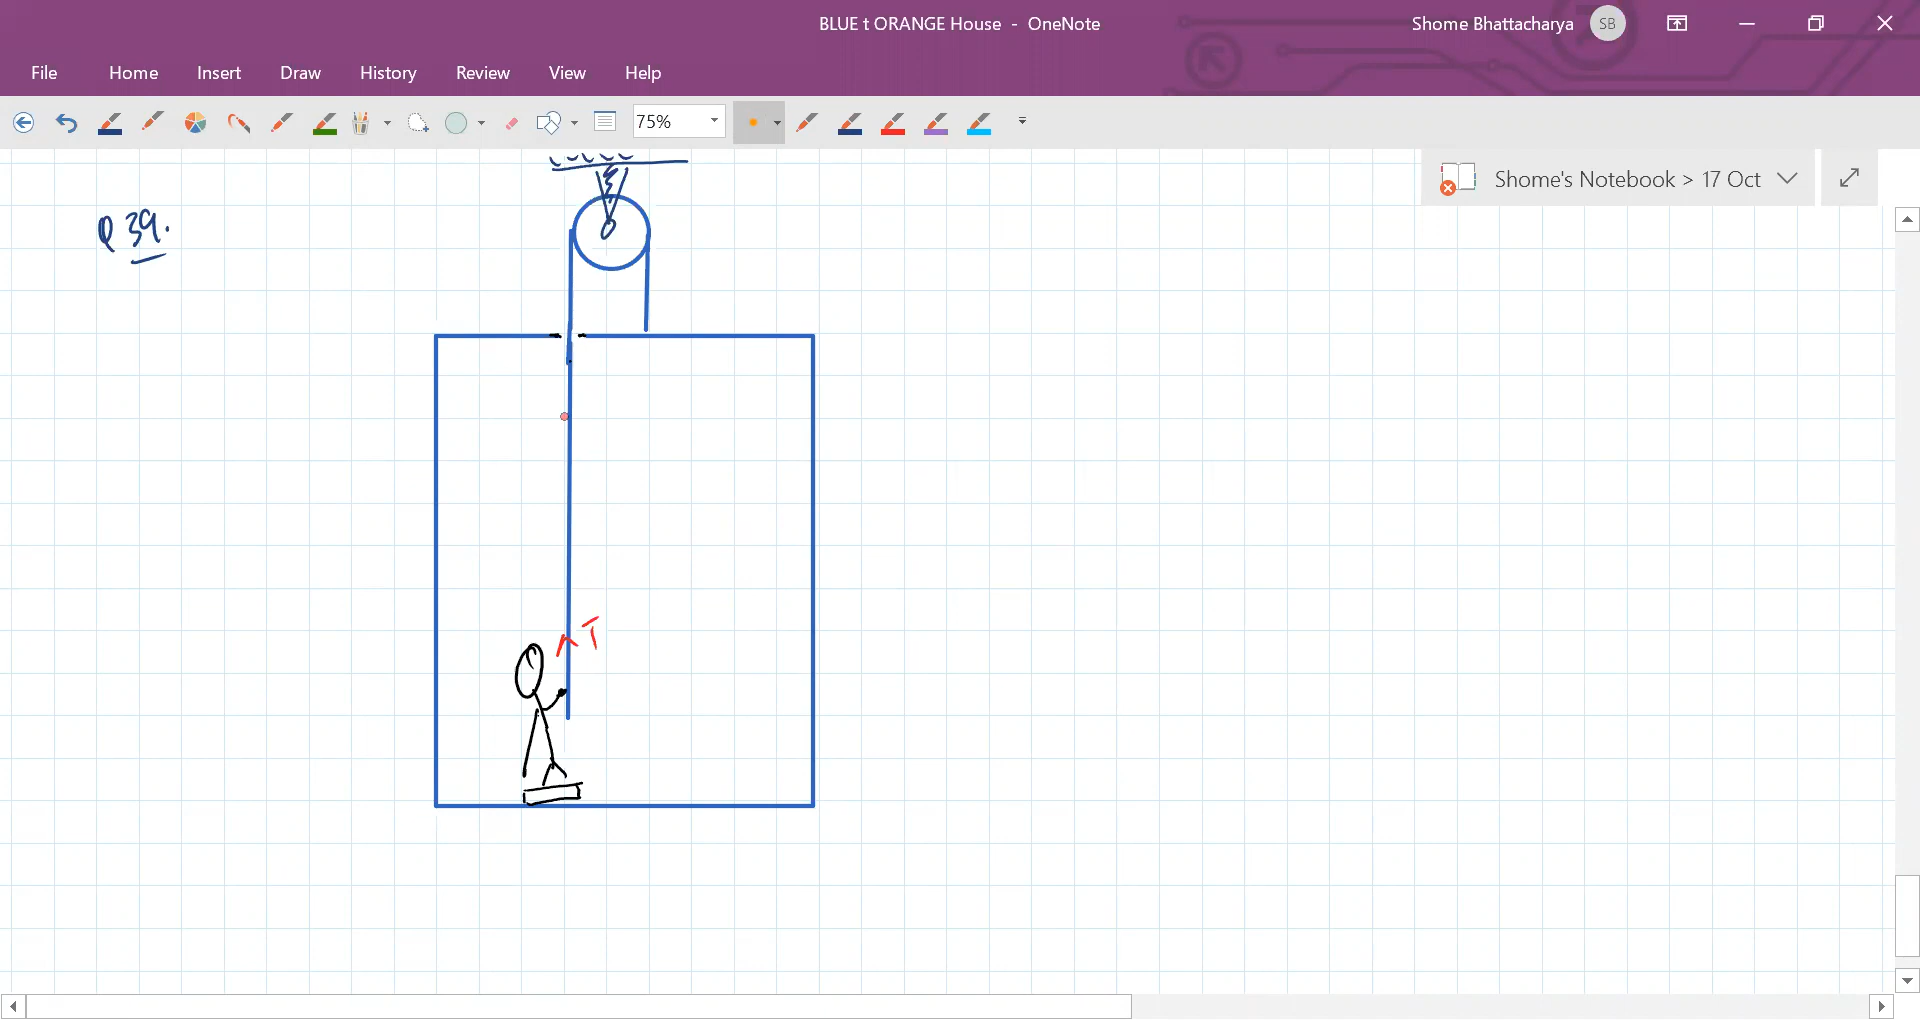 BLUE t ORANGE House - OneNote
Shome Bhattacharya SB
File Home Insert Draw History Review View Help
75%
Shome's Notebook > 17 Oct
Q 39.
T